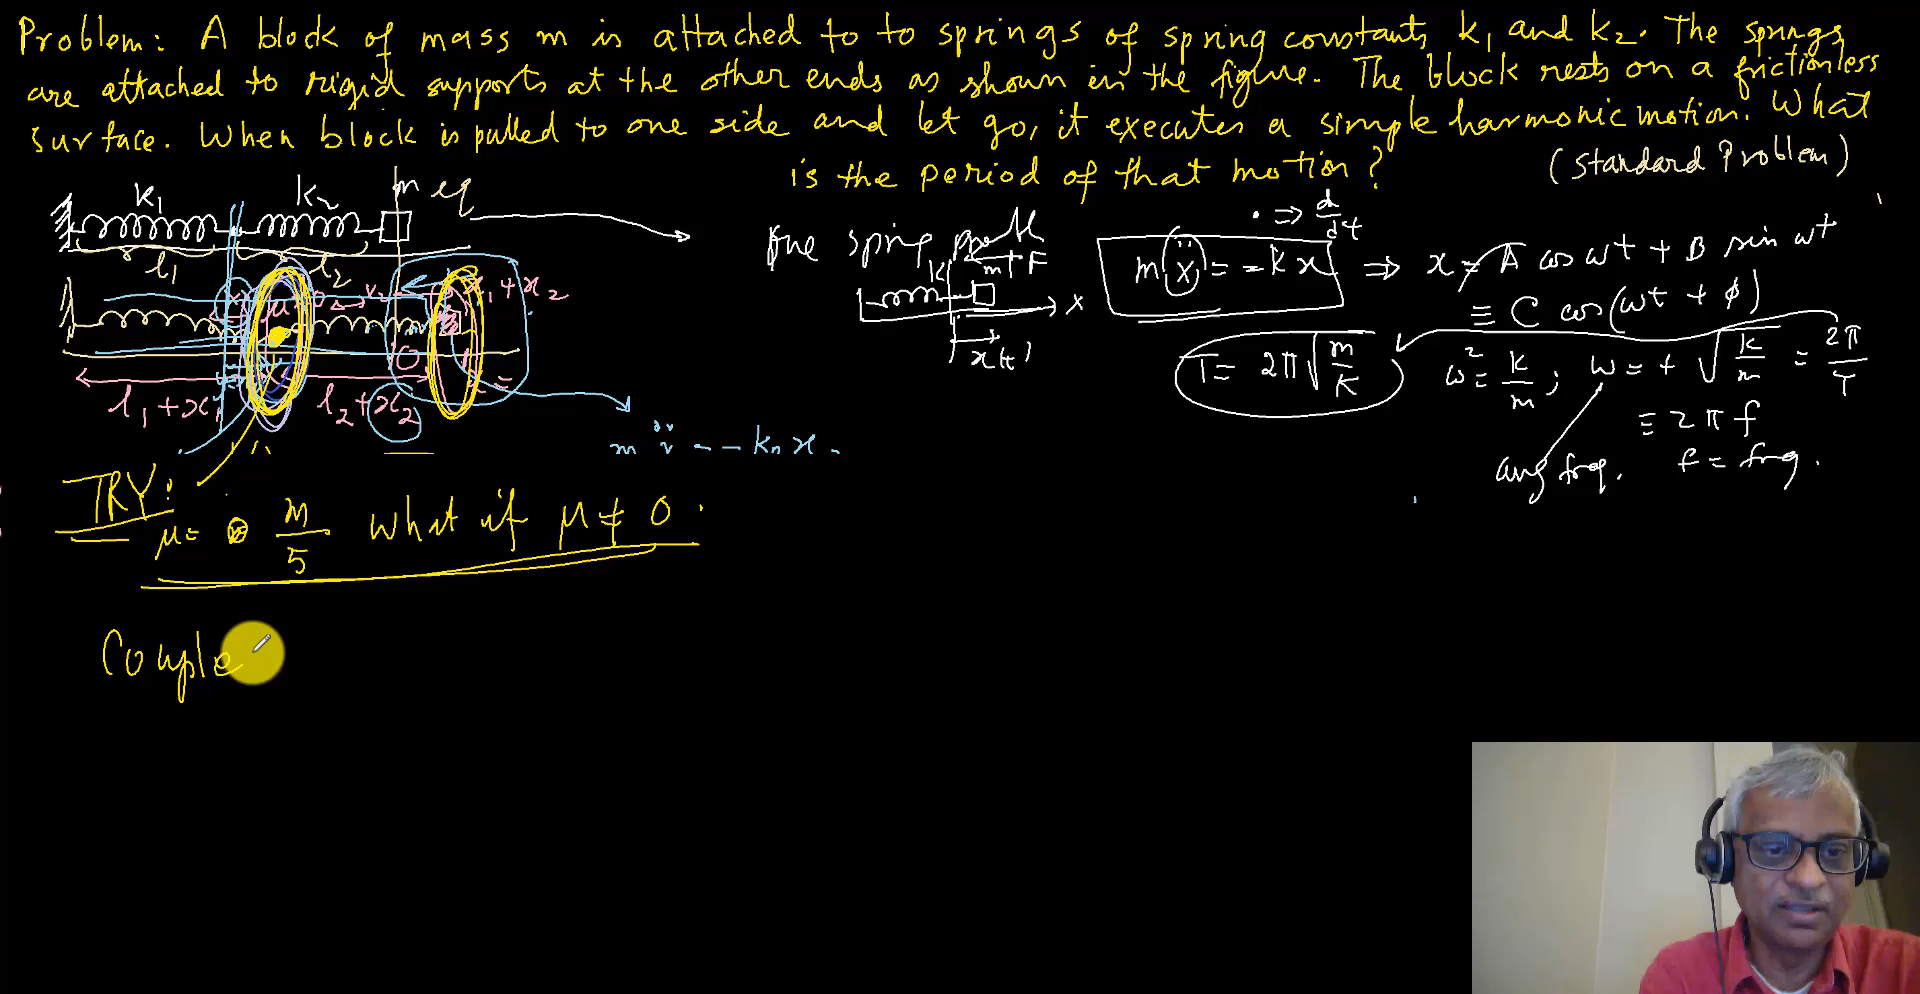 Problem: A block of mass m is attached to to springs of spring constants k₁ and k₂. The springs
are attached to rigid supports at the other ends as shown in the figure. The block rests on a frictionless
surface. When block is pulled to one side and let go, it executes a simple harmonic motion. What
is the period of that motion?
(Standard Problem)
k₁ k₂ m eq
l₁ l₂
One spring
k m F
x
x(t)
• ⇒ d/dt
m ẍ = -kx ⇒ x = A cos ωt + B sin ωt
≡ C cos(ωt + φ)
T = 2π√(m/k)
ω² = k/m ; ω = + √(k/m) = 2π/T
≡ 2π f
ang freq. f = freq.
μ x₁+x₂
l₁+x₁ l₂+x₂
TRY:
μ = m/5 What if μ ≠ 0.
Couple